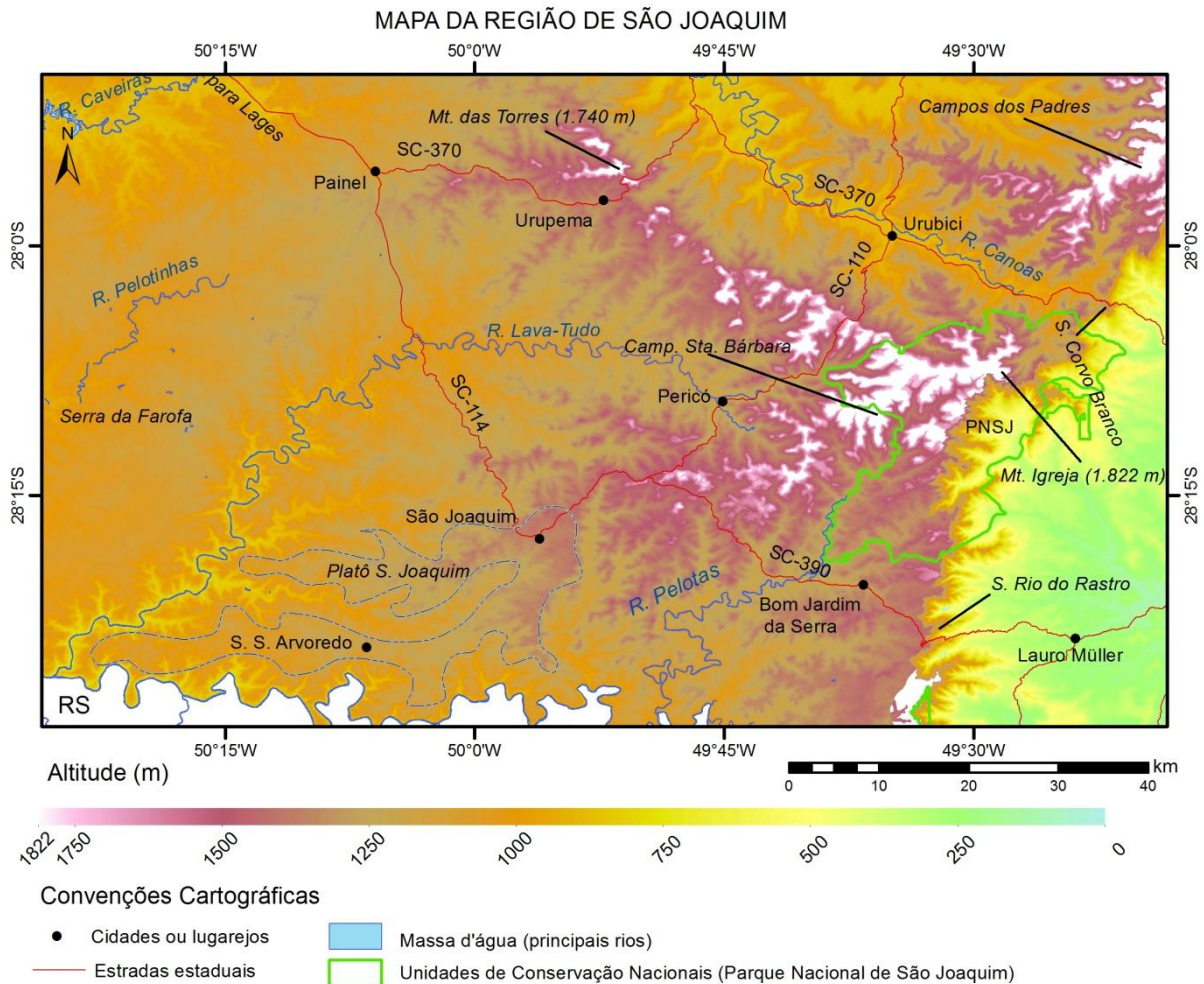 MAPA DA REGIÃO DE SÃO JOAQUIM
50°15'W
50°0'W
49°45'W
49°30'W
R. Caveiras
para Lages
N
Mt. das Torres (1.740 m)
Campos dos Padres
SC-370
Painel
Urupema
SC-370
Urubici
28°0'S
28°0'S
R. Canoas
SC-110
R. Pelotinhas
R. Lava-Tudo
Camp. Sta. Bárbara
S. Corvo Branco
Pericó
SC-114
Serra da Farofa
PNSJ
Mt. Igreja (1.822 m)
28°15'S
28°15'S
São Joaquim
Platô S. Joaquim
SC-390
R. Pelotas
S. Rio do Rastro
Bom Jardim
da Serra
S. S. Arvoredo
Lauro Müller
RS
50°15'W
50°0'W
49°45'W
49°30'W
Altitude (m)
km
0
10
20
30
40
1822
1750
1500
1250
1000
750
500
250
0
Convenções Cartográficas
Cidades ou lugarejos
Massa d'água (principais rios)
Estradas estaduais
Unidades de Conservação Nacionais (Parque Nacional de São Joaquim)